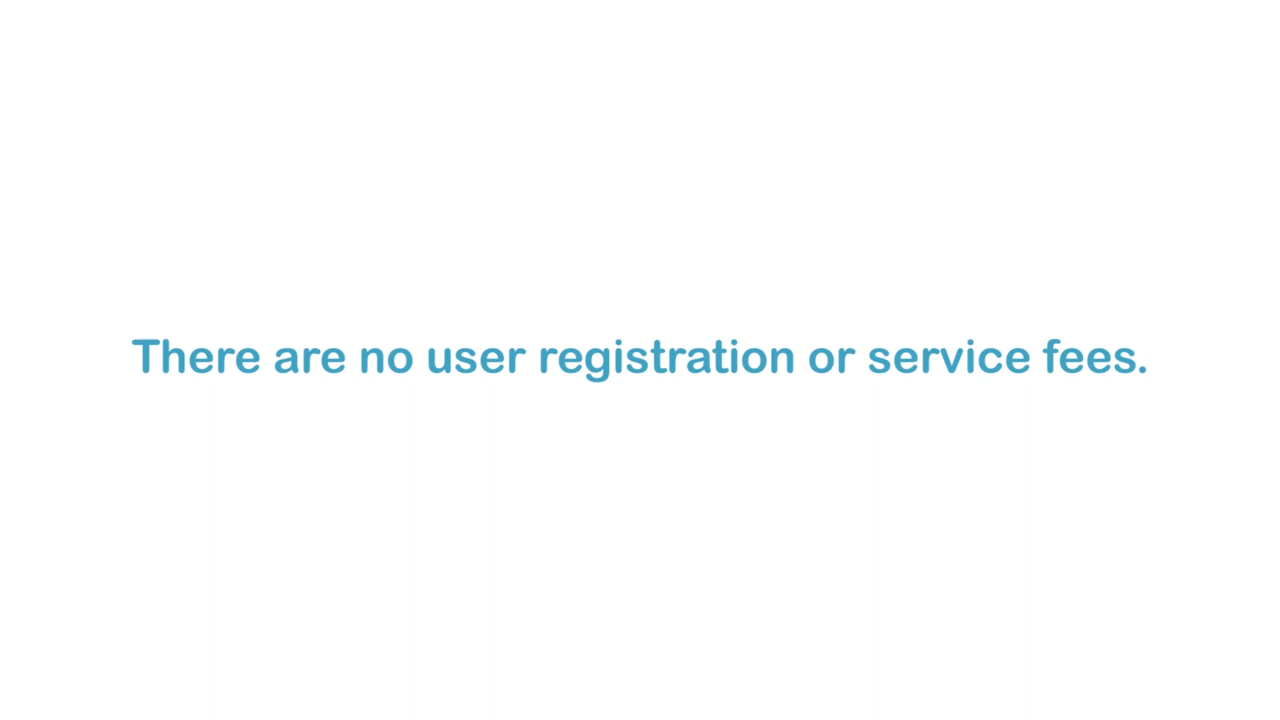 There are no user registration or service fees.